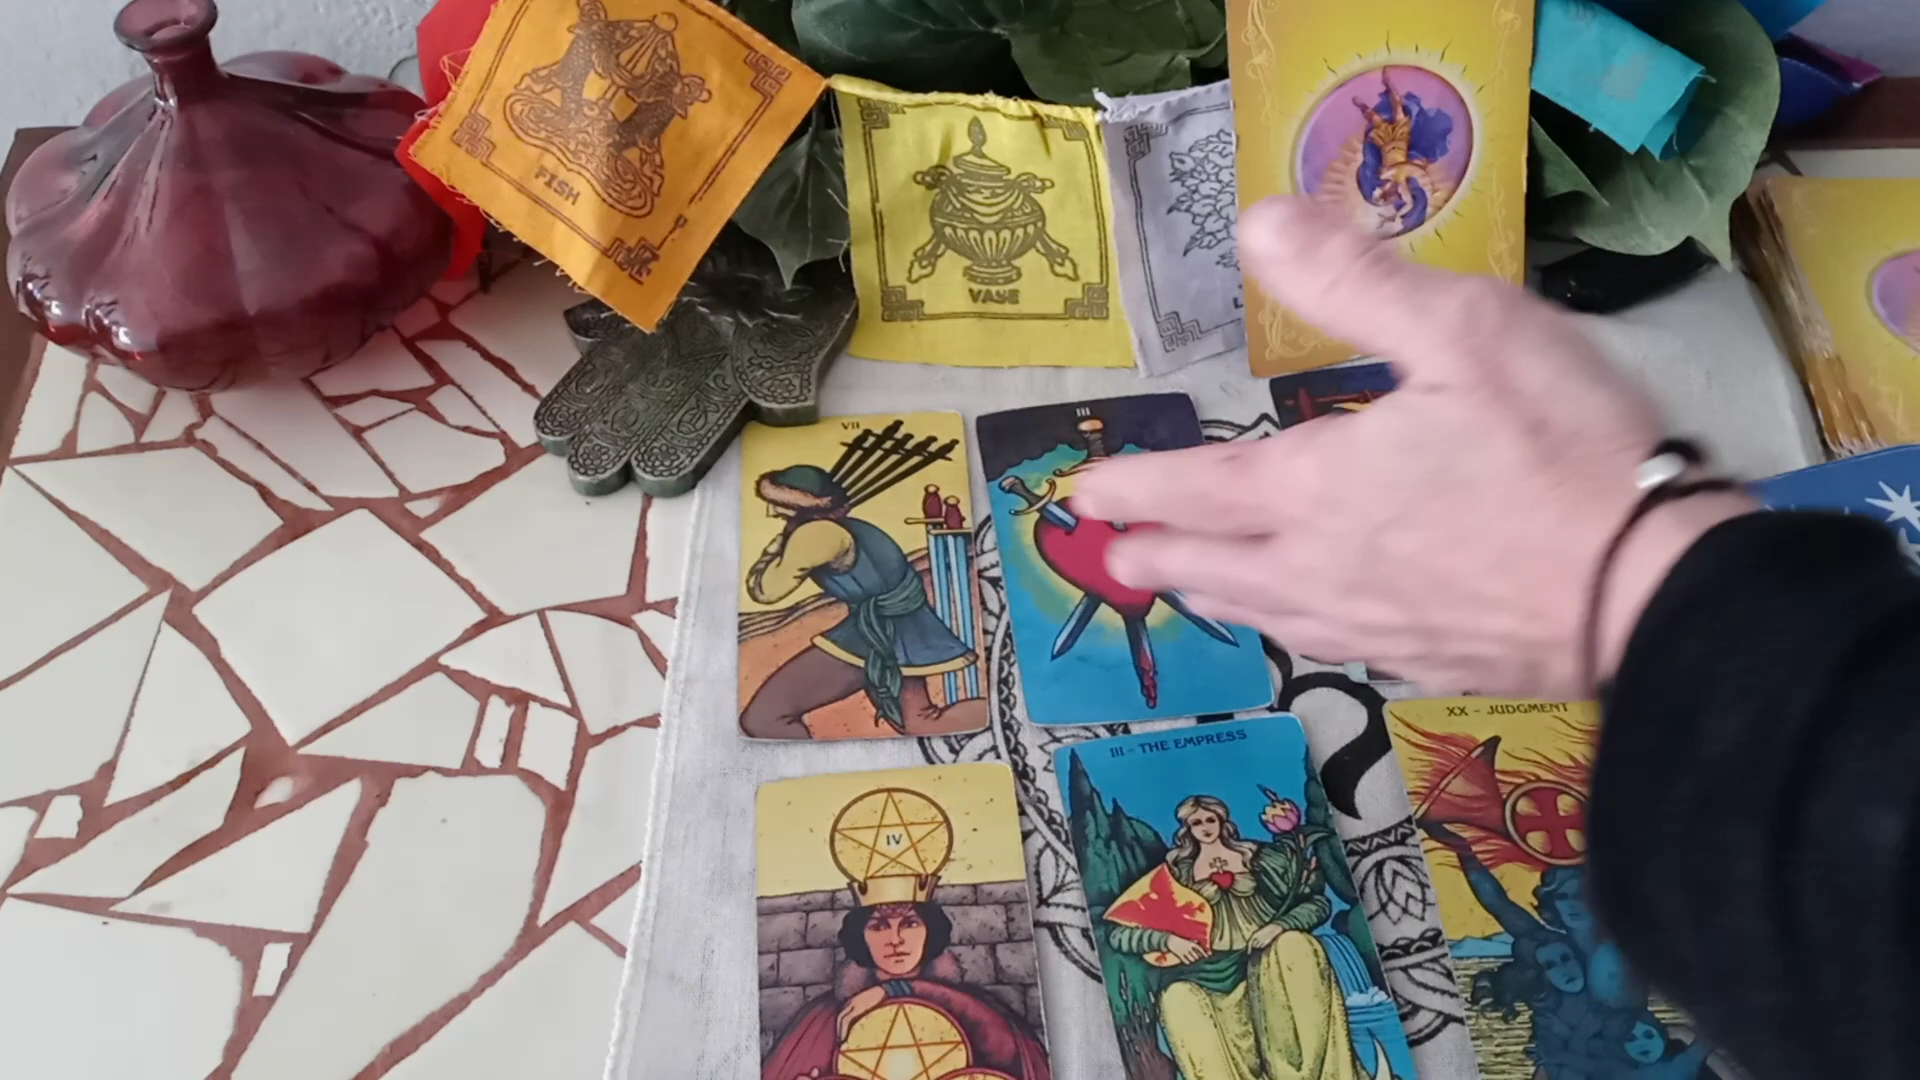 FISH
VASE
L
VII
III
XX - JUDGMENT
III - THE EMPRESS
IV